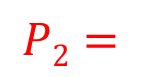 P₂ =